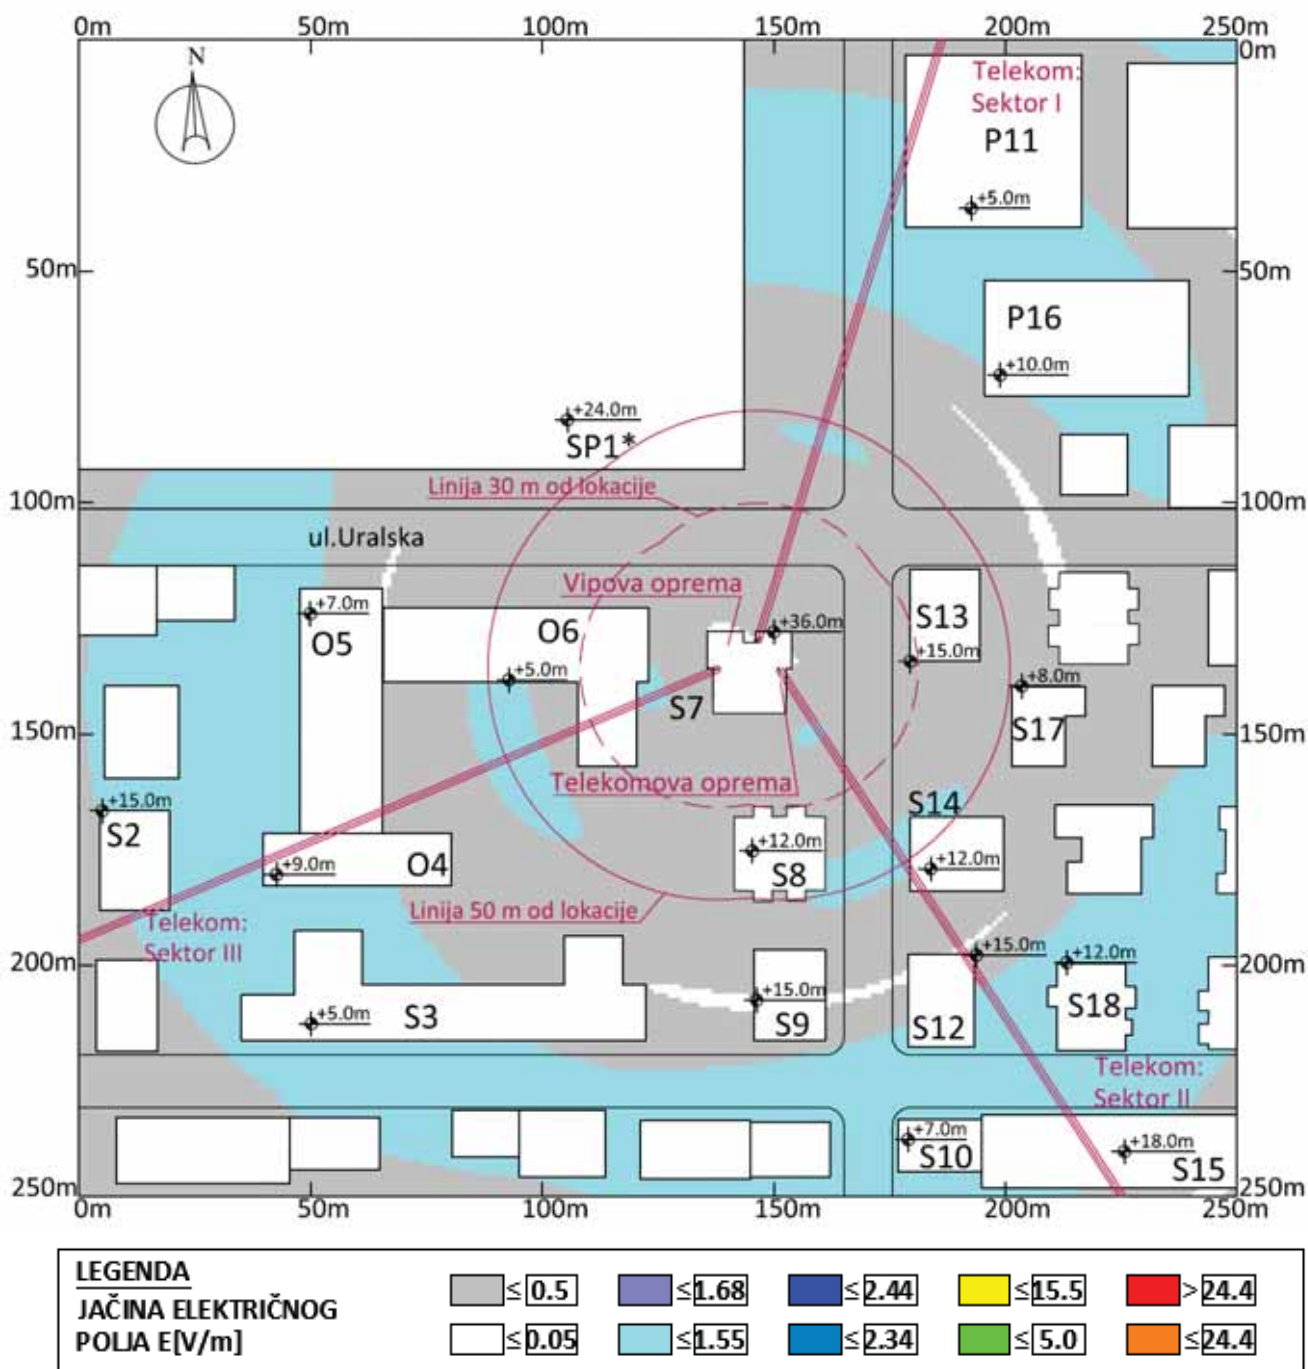 0m 50m 100m 150m 200m 250m
0m
N
Telekom:
Sektor I
P11
+5.0m
50m 50m
P16
+10.0m
+24.0m
SP1*
Linija 30 m od lokacije
100m 100m
ul.Uralska
Vipova oprema
+7.0m
O5
O6
+36.0m
S13
+5.0m
+15.0m
+8.0m
S7
S17
150m 150m
Telekomova oprema
+15.0m
S2
S14
+12.0m
S8
+12.0m
+9.0m
O4
Linija 50 m od lokacije
Telekom:
Sektor III
200m 200m
+15.0m
+12.0m
+15.0m
S9
S12
S18
+5.0m
S3
Telekom:
Sektor II
+7.0m
S10
+18.0m
S15
250m 250m
0m 50m 100m 150m 200m 250m
LEGENDA
JAČINA ELEKTRIČNOG
POLJA E[V/m]
≤ 0.5 ≤1.68 ≤2.44 ≤15.5 >24.4
≤0.05 ≤1.55 ≤2.34 ≤ 5.0 ≤24.4